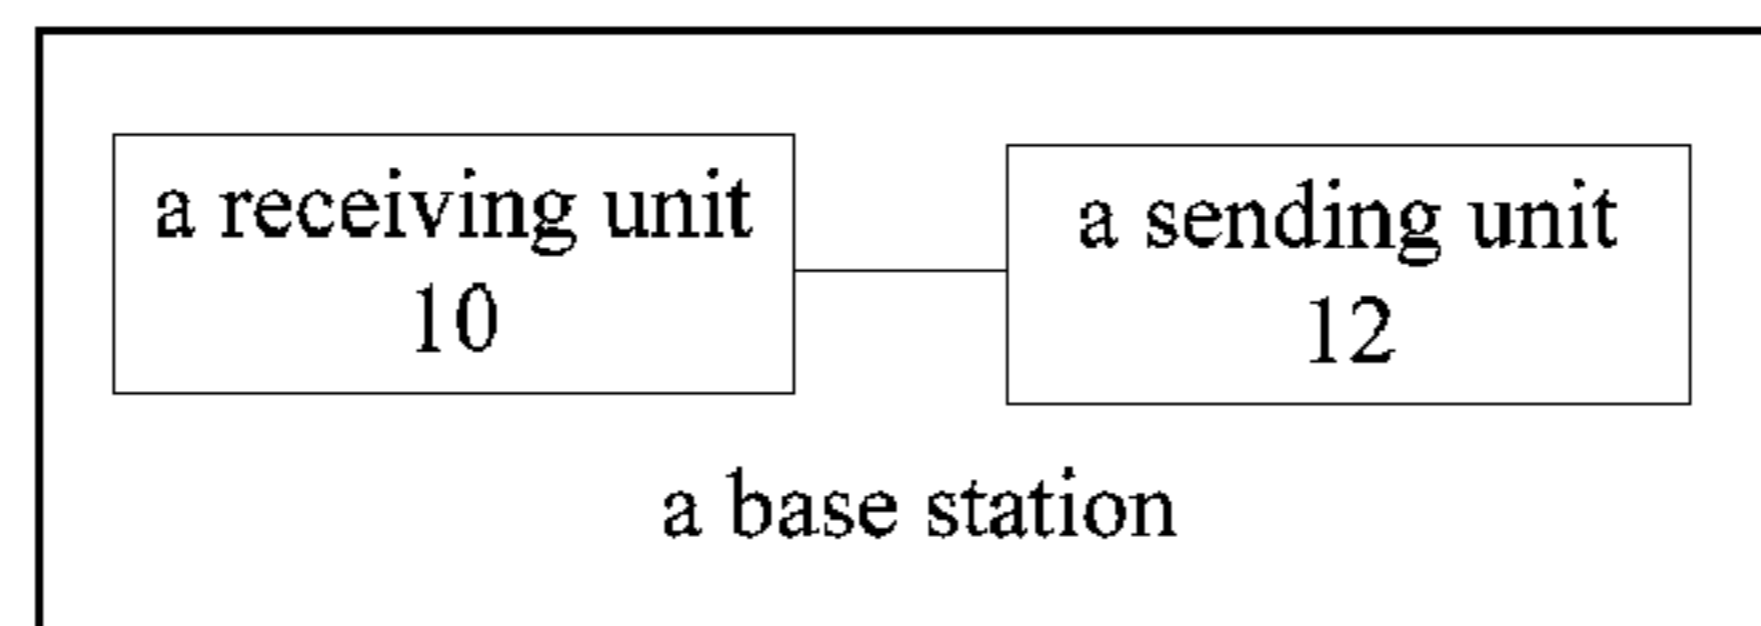 a receiving unit
10
a sending unit
12
a base station